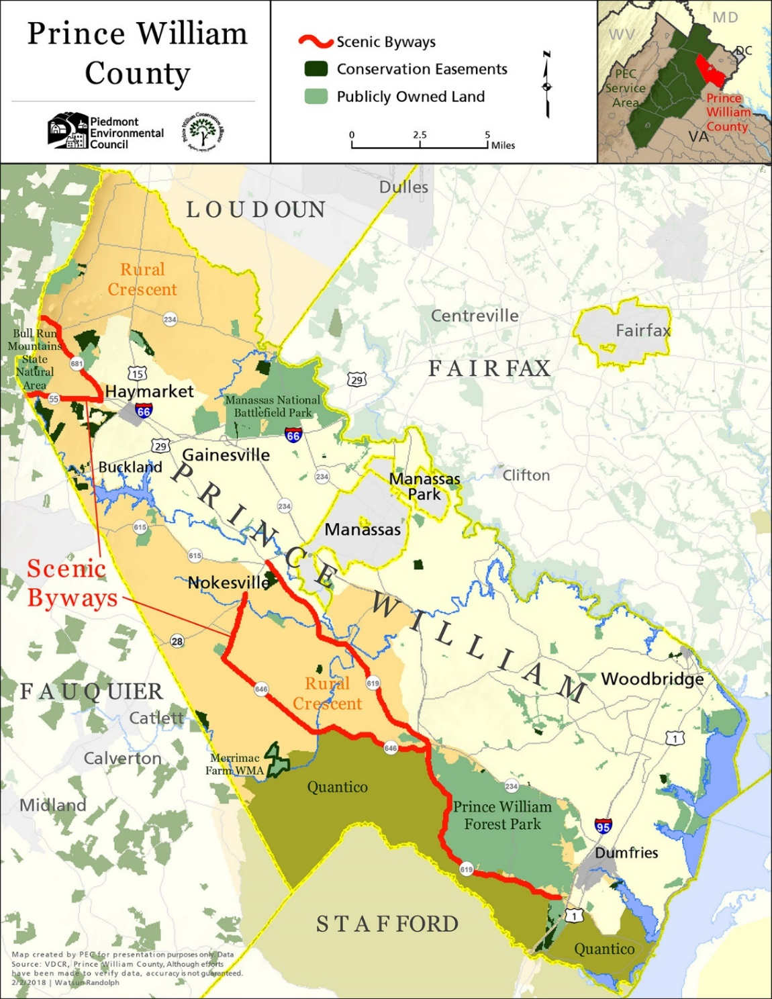 Prince William
County
Piedmont
Environmental
Council
Prince William Conservation Alliance
Scenic Byways
Conservation Easements
Publicly Owned Land
N
0 2.5 5 Miles
WV
MD
DC
PEC
Service
Area
Prince
William
County
VA
Dulles
LOUDOUN
Rural
Crescent
234
Centreville
Fairfax
Bull Run
Mountains
State
Natural
Area
681
15
29
FAIRFAX
55
Haymarket
66
Manassas National
Battlefield Park
66
29
Gainesville
Buckland
234
Manassas
Park
Clifton
PRINCE WILLIAM
234
615
Manassas
615
Scenic
Byways
Nokesville
28
Rural
Crescent
619
646
Woodbridge
FAUQUIER
Catlett
1
Calverton
646
Merrimac
Farm WMA
Quantico
234
Midland
Prince William
Forest Park
95
Dumfries
619
1
STAFFORD
Quantico
Map created by PEC for presentation purposes only. Data
Source: VDCR, Prince William County, Although efforts
have been made to verify data, accuracy is not guaranteed.
2/2/2018 | Watsun Randolph